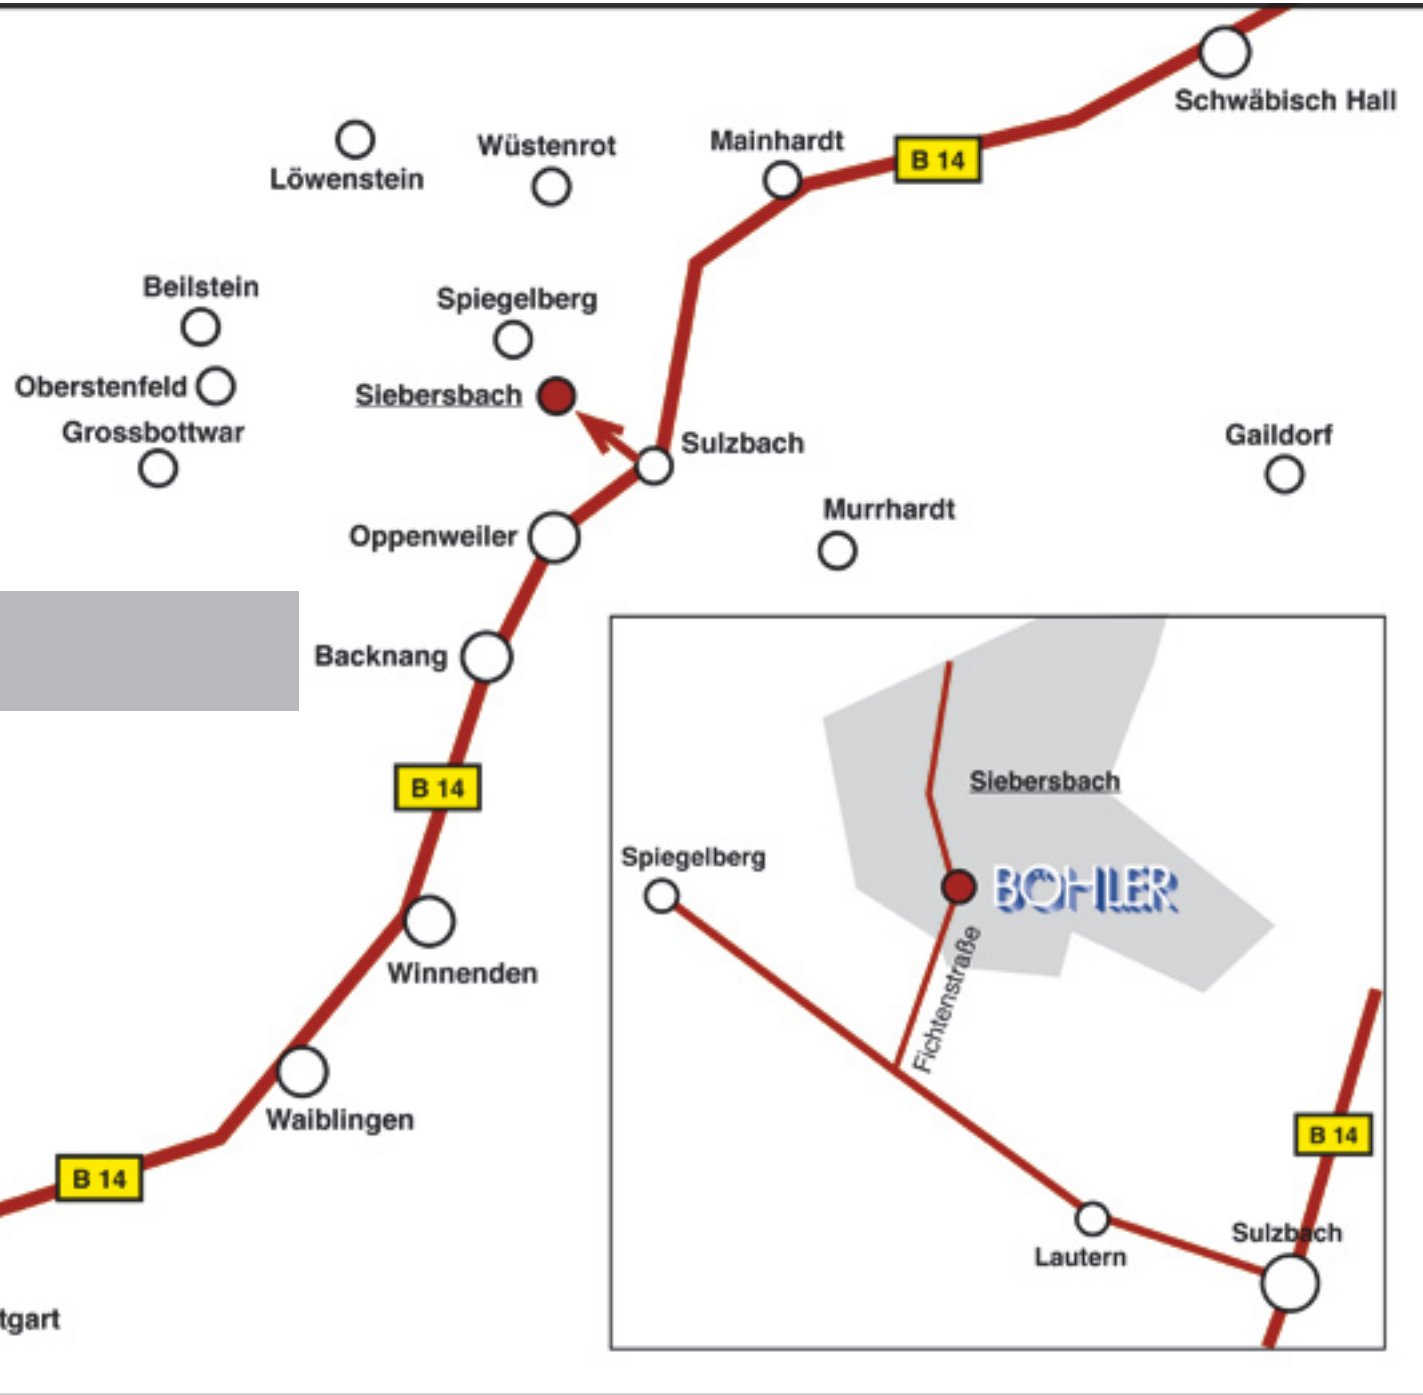 Schwäbisch Hall
Mainhardt
B 14
Wüstenrot
Löwenstein
Beilstein
Spiegelberg
Oberstenfeld
Siebersbach
Grossbottwar
Sulzbach
Gaildorf
Murrhardt
Oppenweiler
Backnang
B 14
Winnenden
Waiblingen
B 14
tgart
Siebersbach
Spiegelberg
BÖHLER
Fichtenstraße
B 14
Sulzbach
Lautern